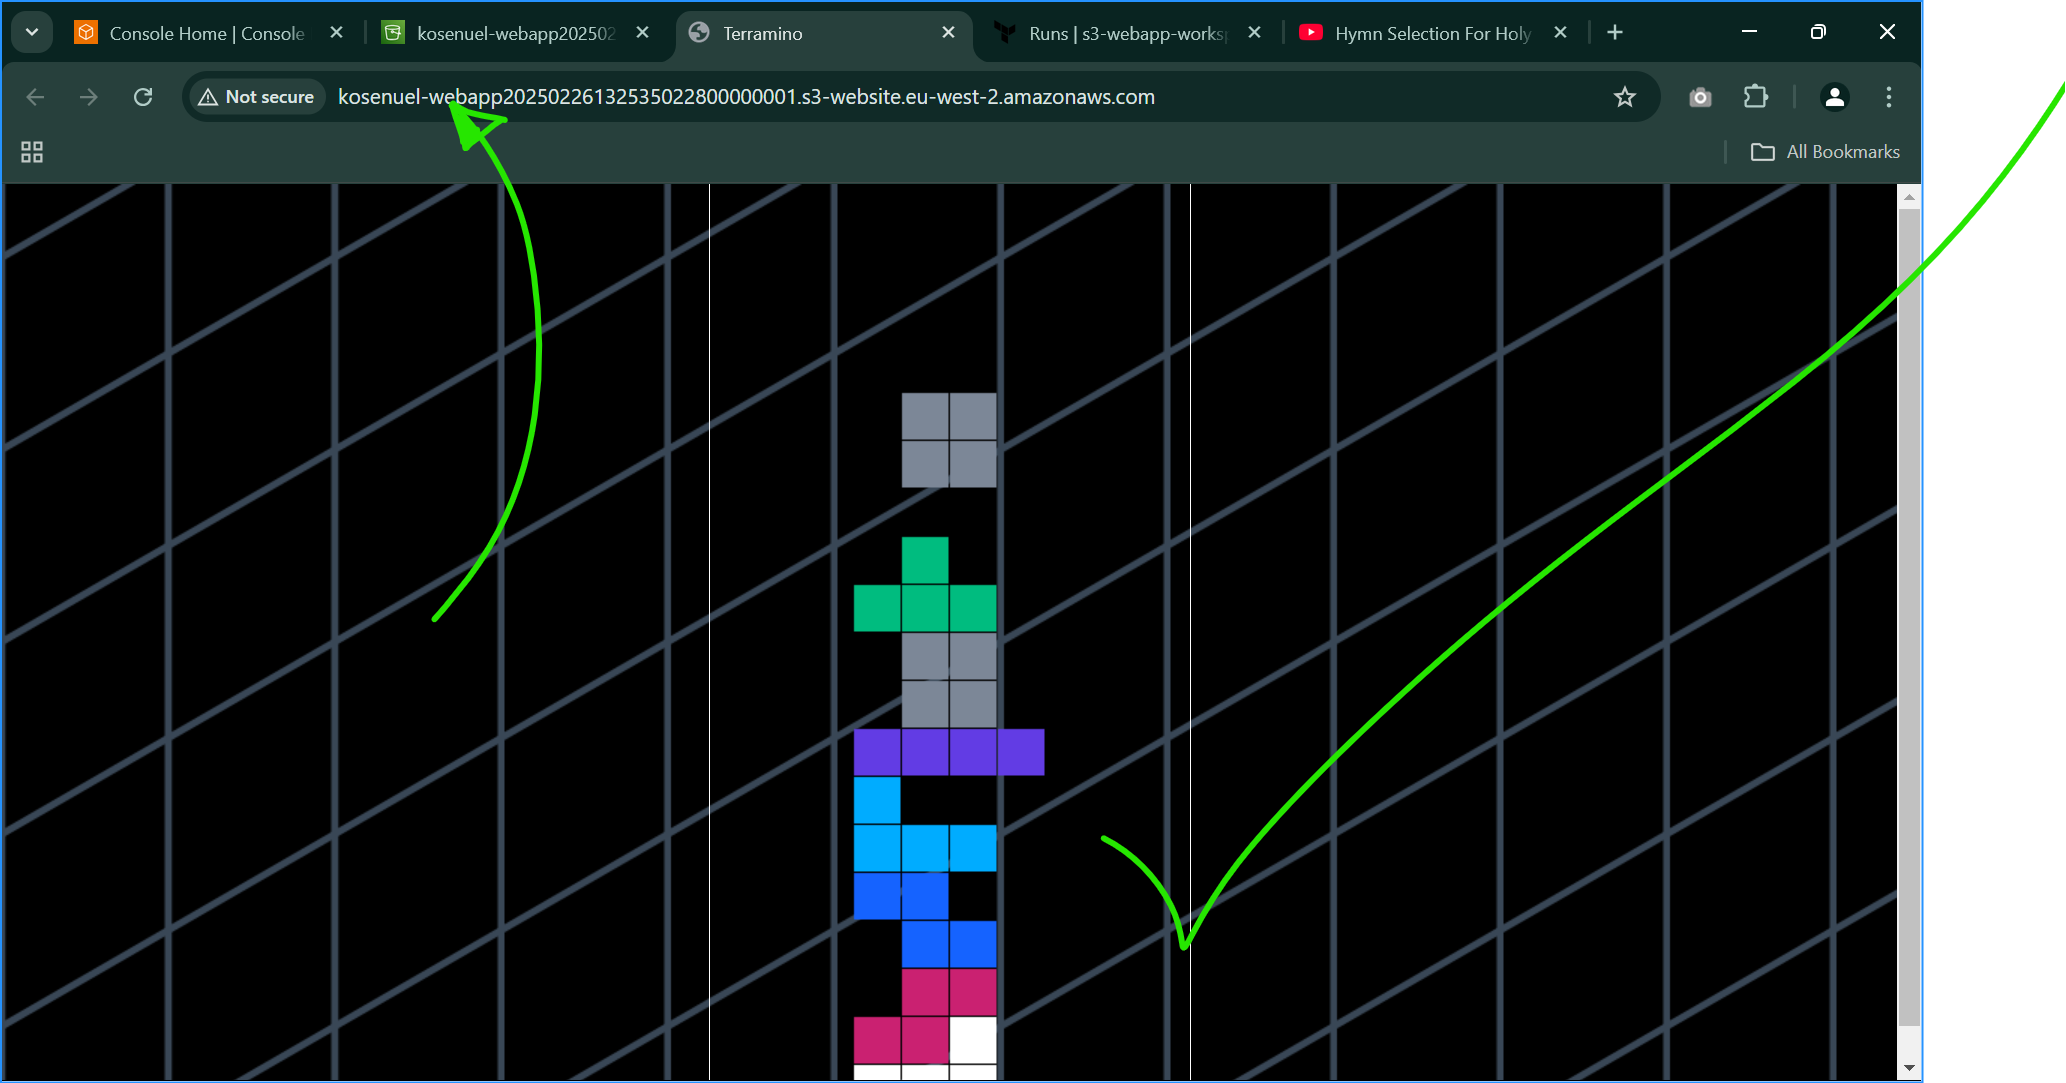 Console Home | Console
kosenuel-webapp202502
Terramino
Runs | s3-webapp-works
Hymn Selection For Holy
Not secure
kosenuel-webapp20250226132535022800000001.s3-website.eu-west-2.amazonaws.com
All Bookmarks